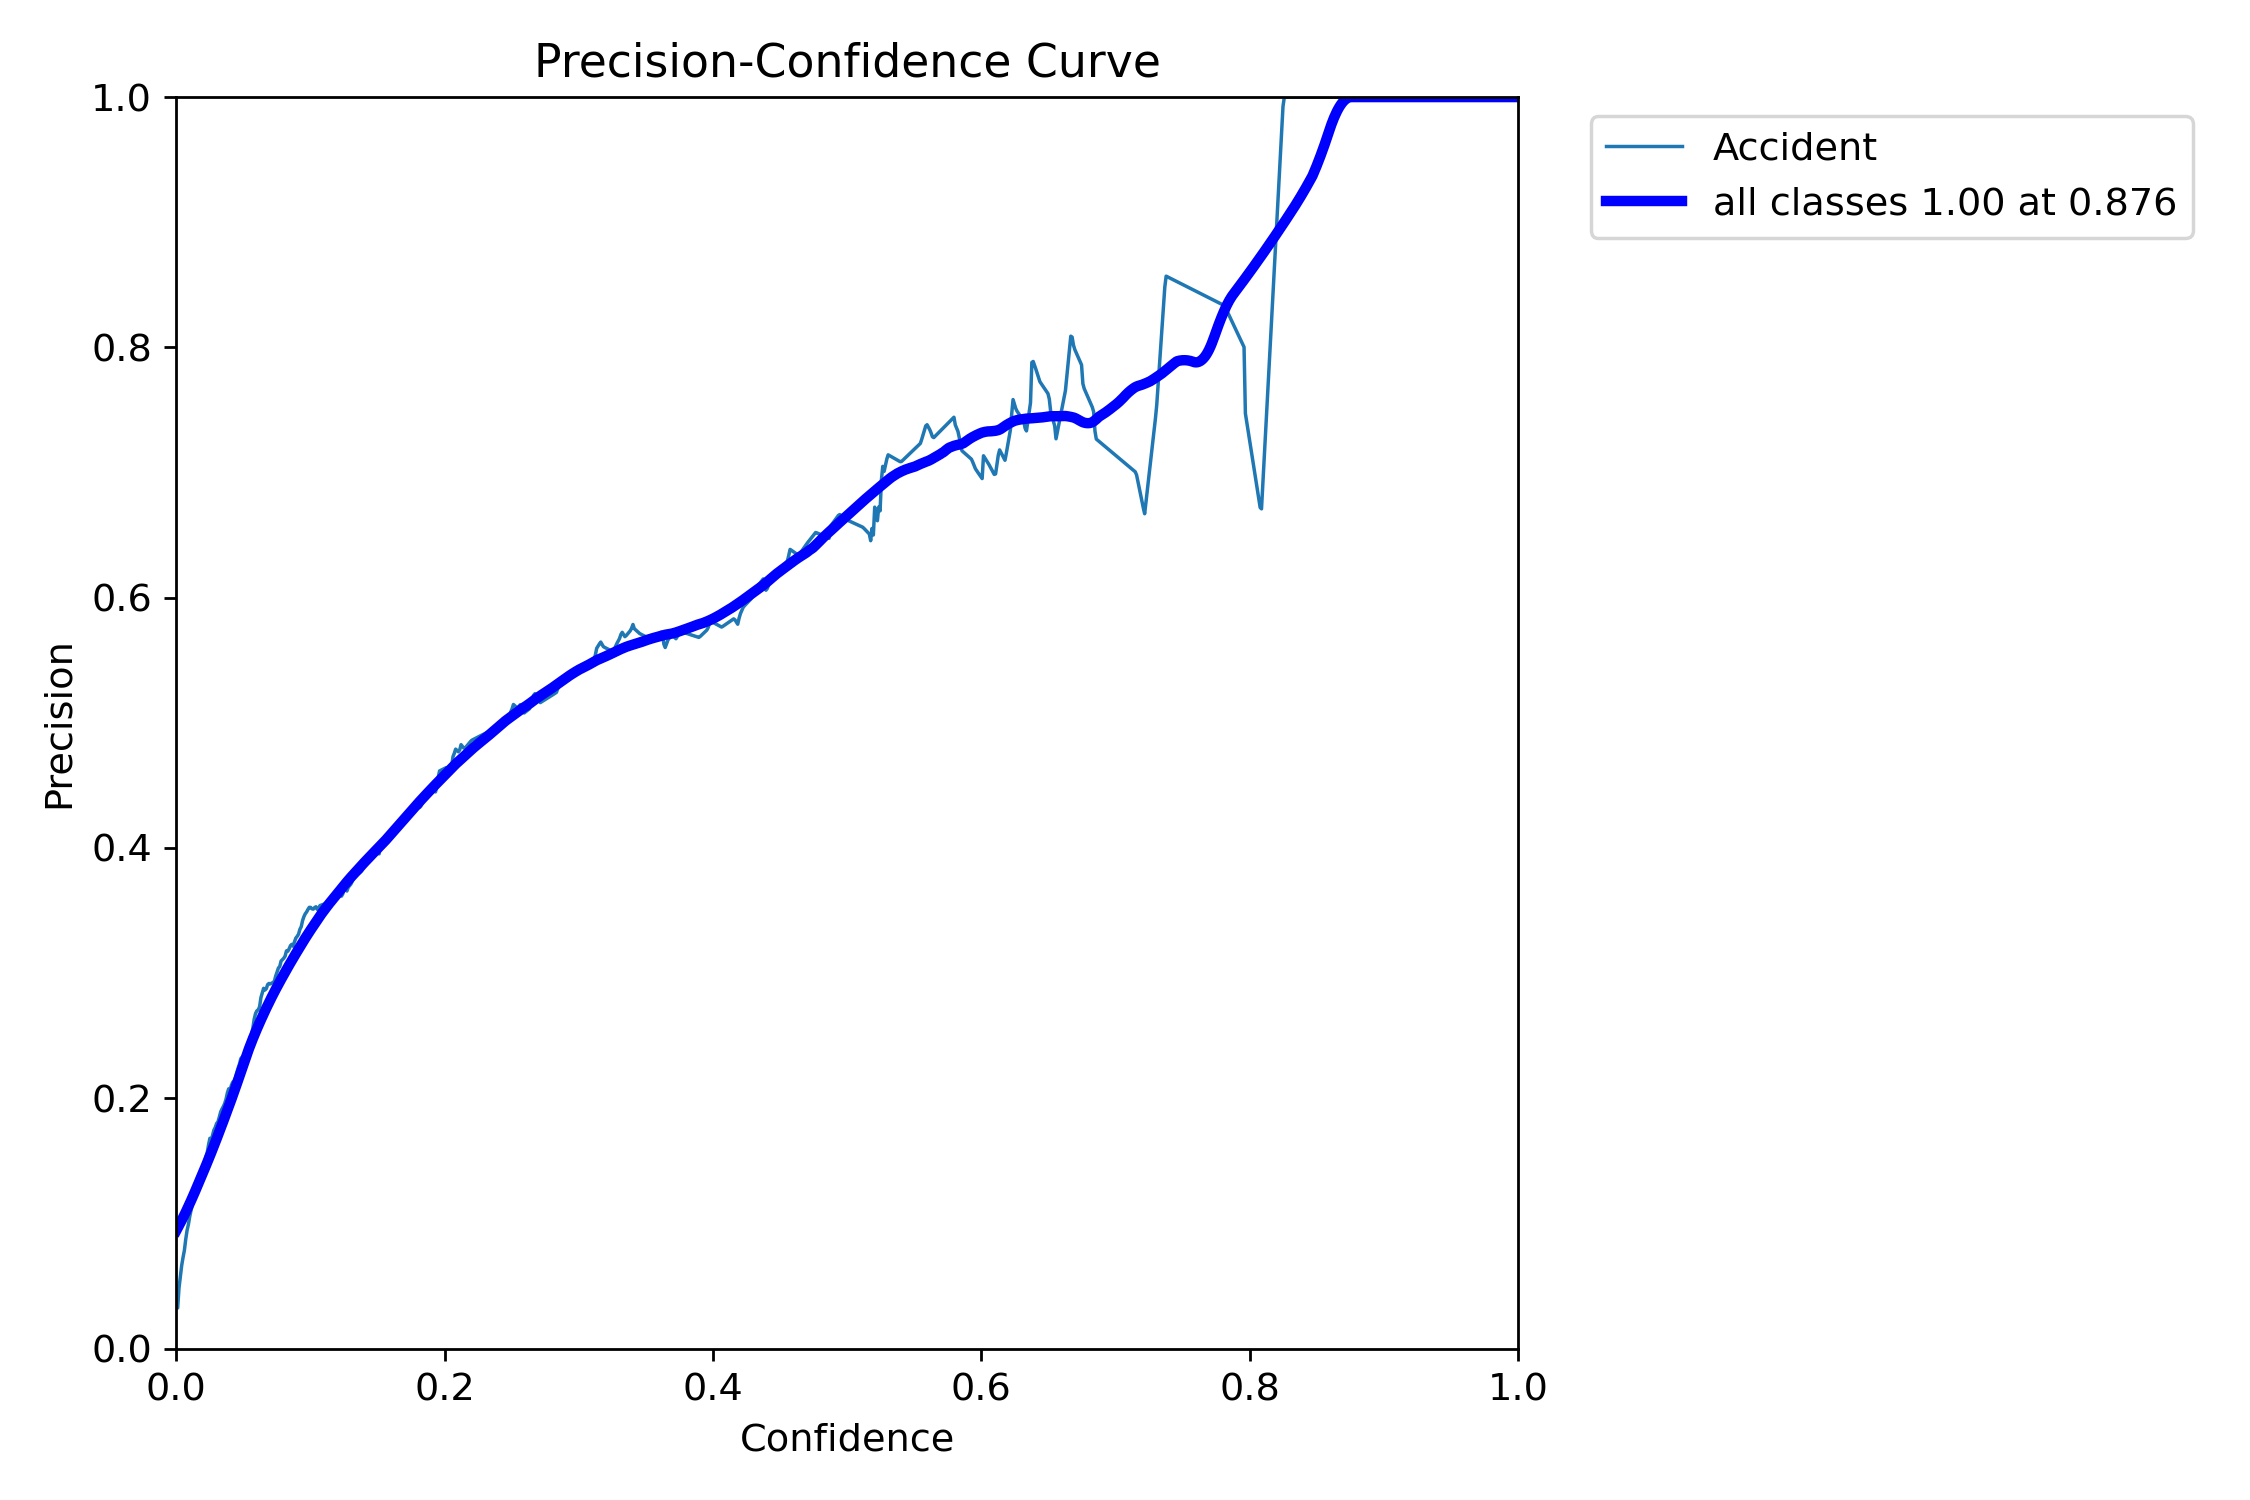 Precision-Confidence Curve
Accident
all classes 1.00 at 0.876
1.0
0.8
0.6
0.4
0.2
0.0
Precision
0.0 0.2 0.4 0.6 0.8 1.0
Confidence